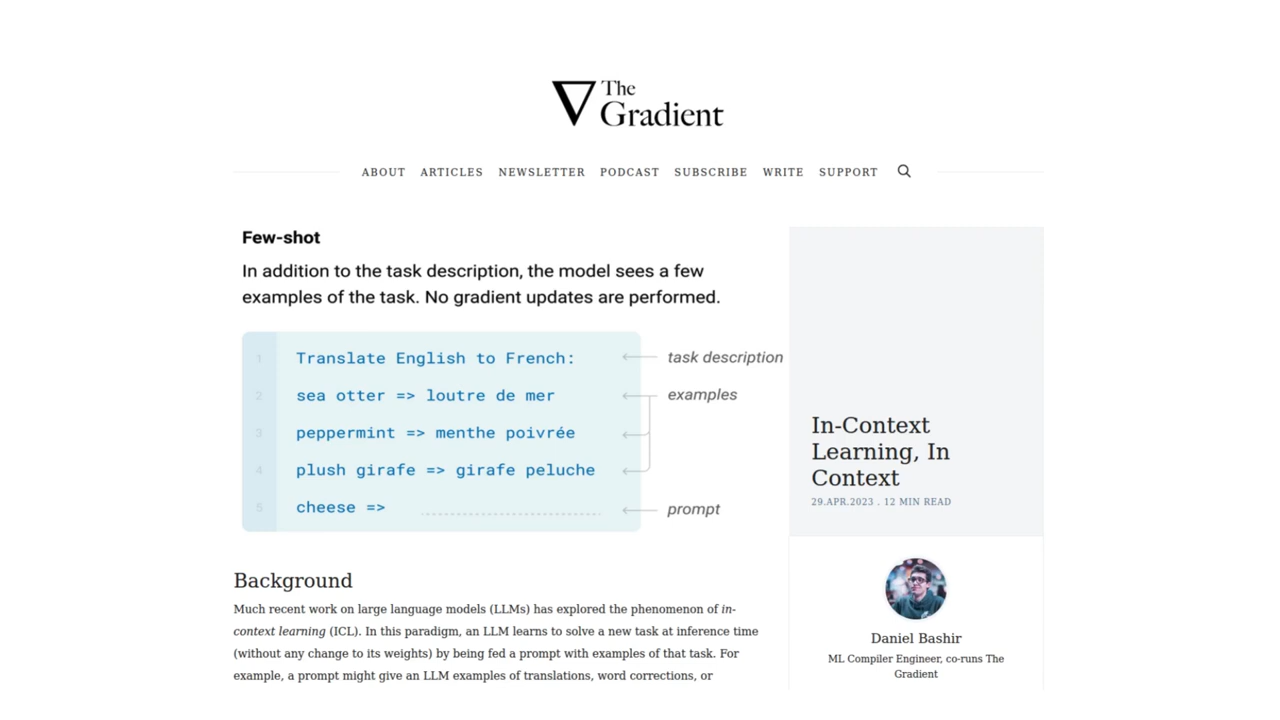 The
Gradient
ABOUT ARTICLES NEWSLETTER PODCAST SUBSCRIBE WRITE SUPPORT
Few-shot
In addition to the task description, the model sees a few
examples of the task. No gradient updates are performed.
1 Translate English to French: task description
2 sea otter => loutre de mer examples
3 peppermint => menthe poivrée
4 plush girafe => girafe peluche
5 cheese => prompt
In-Context
Learning, In
Context
29.APR.2023 . 12 MIN READ
Background
Much recent work on large language models (LLMs) has explored the phenomenon of in-
context learning (ICL). In this paradigm, an LLM learns to solve a new task at inference time
(without any change to its weights) by being fed a prompt with examples of that task. For
example, a prompt might give an LLM examples of translations, word corrections, or
Daniel Bashir
ML Compiler Engineer, co-runs The
Gradient